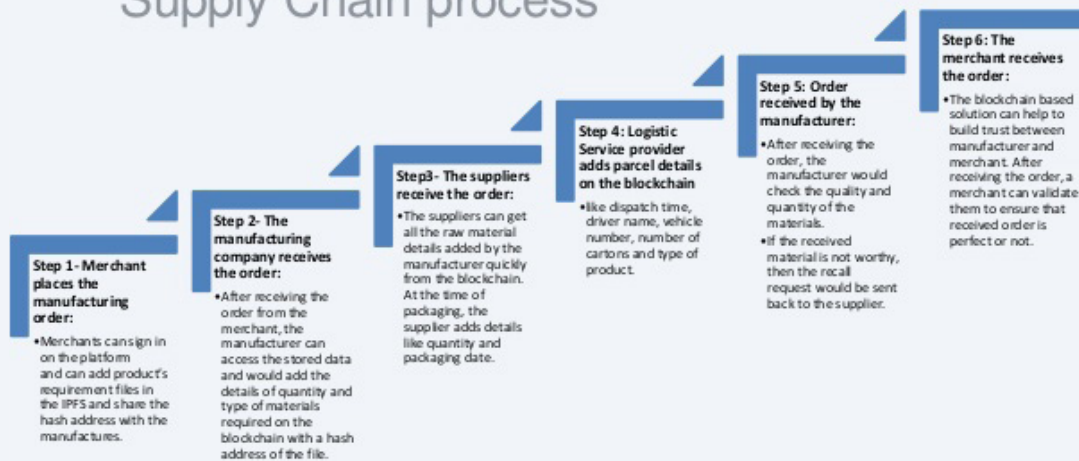 Supply Chain process
Step 1- Merchant
places the
manufacturing
order:
•Merchants can sign in
on the platform
and can add product's
requirement files in
the IPFS and share the
hash address with the
manufactures.
Step 2- The
manufacturing
company receives
the order:
•After receiving the
order from the
merchant, the
manufacturer can
access the stored data
and would add the
details of quantity and
type of materials
required on the
blockchain with a hash
address of the file.
Step3- The suppliers
receive the order:
•The suppliers can get
all the raw material
details added by the
manufacturer quickly
from the blockchain.
At the time of
packaging, the
supplier adds details
like quantity and
packaging date.
Step 4: Logistic
Service provider
adds parcel details
on the blockchain
•like dispatch time,
driver name, vehicle
number, number of
cartons and type of
product.
Step 5: Order
received by the
manufacturer:
•After receiving the
order, the
manufacturer would
check the quality and
quantity of the
materials.
•If the received
material is not worthy,
then the recall
request would be sent
back to the supplier.
Step 6: The
merchant receives
the order:
•The blockchain based
solution can help to
build trust between
manufacturer and
merchant. After
receiving the order, a
merchant can validate
them to ensure that
received order is
perfect or not.